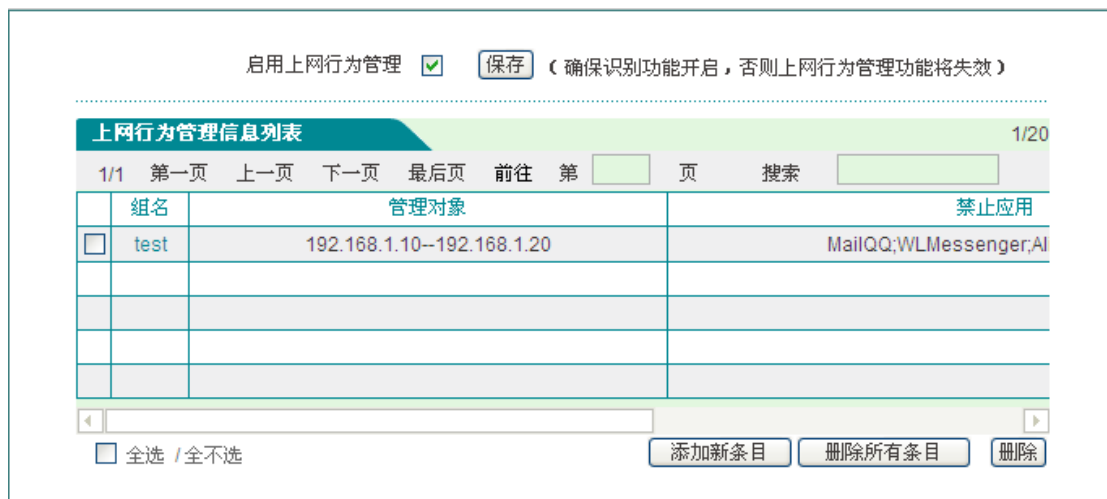 启用上网行为管理 保存 (确保识别功能开启,否则上网行为管理功能将失效)
上网行为管理信息列表 1/20
1/1 第一页 上一页 下一页 最后页 前往 第 页 搜索
组名 管理对象 禁止应用
test 192.168.1.10--192.168.1.20 MailQQ;WLMessenger;Al
全选 / 全不选 添加新条目 删除所有条目 删除